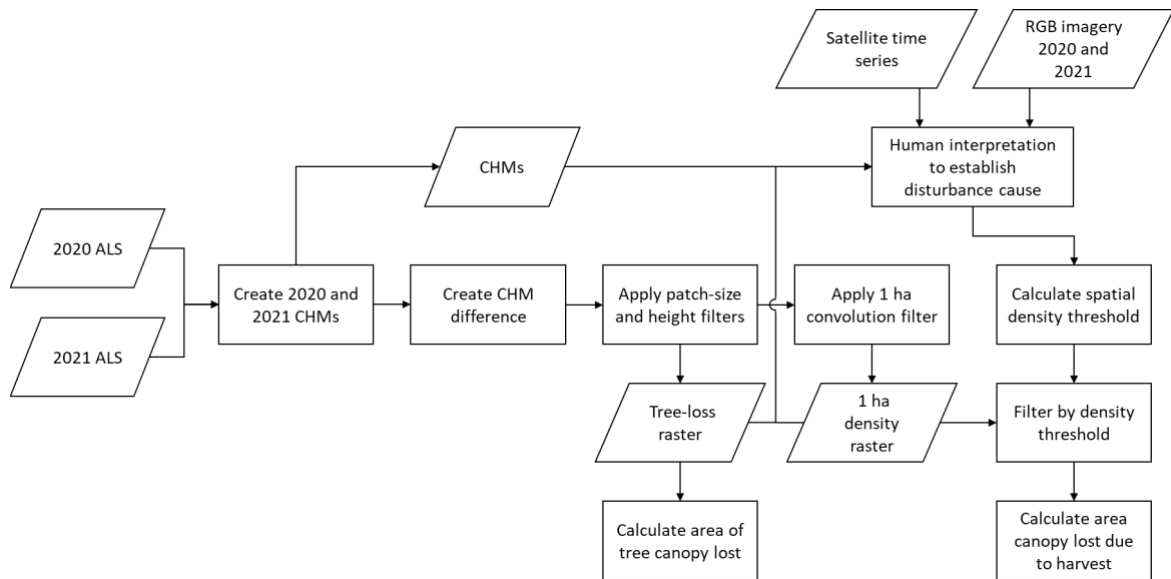 Satellite time
series
RGB imagery
2020 and
2021
CHMs
Human interpretation
to establish
disturbance cause
2020 ALS
2021 ALS
Create 2020 and
2021 CHMs
Create CHM
difference
Apply patch-size
and height filters
Apply 1 ha
convolution filter
Calculate spatial
density threshold
Tree-loss
raster
1 ha
density
raster
Filter by density
threshold
Calculate area of
tree canopy lost
Calculate area
canopy lost due
to harvest